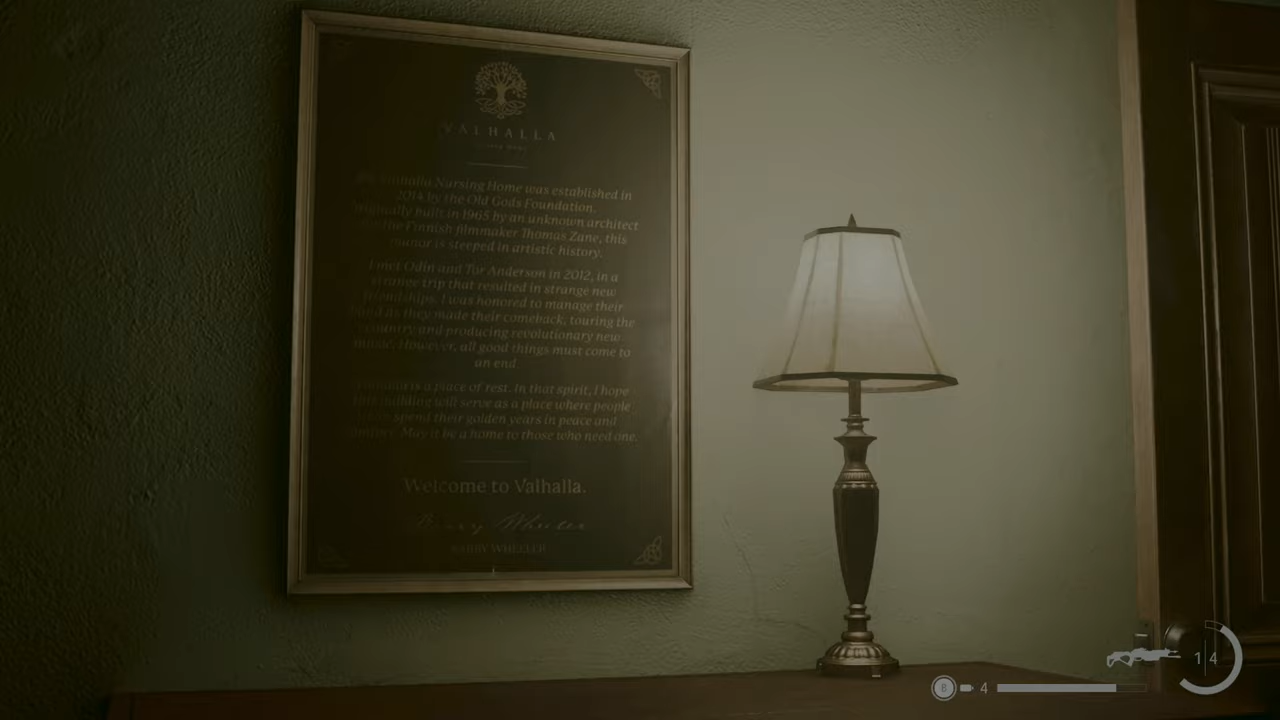 VALHALLA
Valhalla Nursing Home was established in
2014 by the Old Gods Foundation.
Originally built in 1965 by an unknown architect
the Finnish filmmaker Thomas Zane, this
manor is steeped in artistic history.
I met Odin and Tor Anderson in 2012, in a
strange trip that resulted in strange new
friendships. I was honored to manage their
band as they made their comeback, touring the
country and producing revolutionary new
music. However, all good things must come to
an end.
Valhalla is a place of rest. In that spirit, I hope
this building will serve as a place where people
spend their golden years in peace and
comfort. May it be a home to those who need one.
Welcome to Valhalla.
Barry Wheeler
BARRY WHEELER
14
B 4